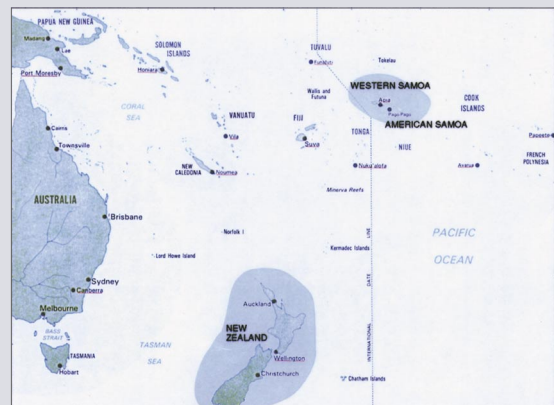 PAPUA NEW GUINEA
Madang
Lae
Port Moresby
SOLOMON
ISLANDS
Honiara
TUVALU
Funafuti
Tokelau
Wallis and
Futuna
WESTERN SAMOA
Apia
Pago Pago
AMERICAN SAMOA
COOK
ISLANDS
CORAL
SEA
VANUATU
Vila
FIJI
Suva
TONGA
NIUE
Nuku'alofa
Avarua
Papeete
FRENCH
POLYNESIA
Cairns
Townsville
NEW
CALEDONIA
Noumea
Minerva Reefs
AUSTRALIA
Brisbane
Norfolk I
Lord Howe Island
Kermadec Islands
PACIFIC
OCEAN
INTERNATIONAL DATE LINE
Sydney
Canberra
Melbourne
BASS
STRAIT
TASMANIA
Hobart
TASMAN
SEA
Auckland
NEW
ZEALAND
Wellington
Christchurch
Chatham Islands